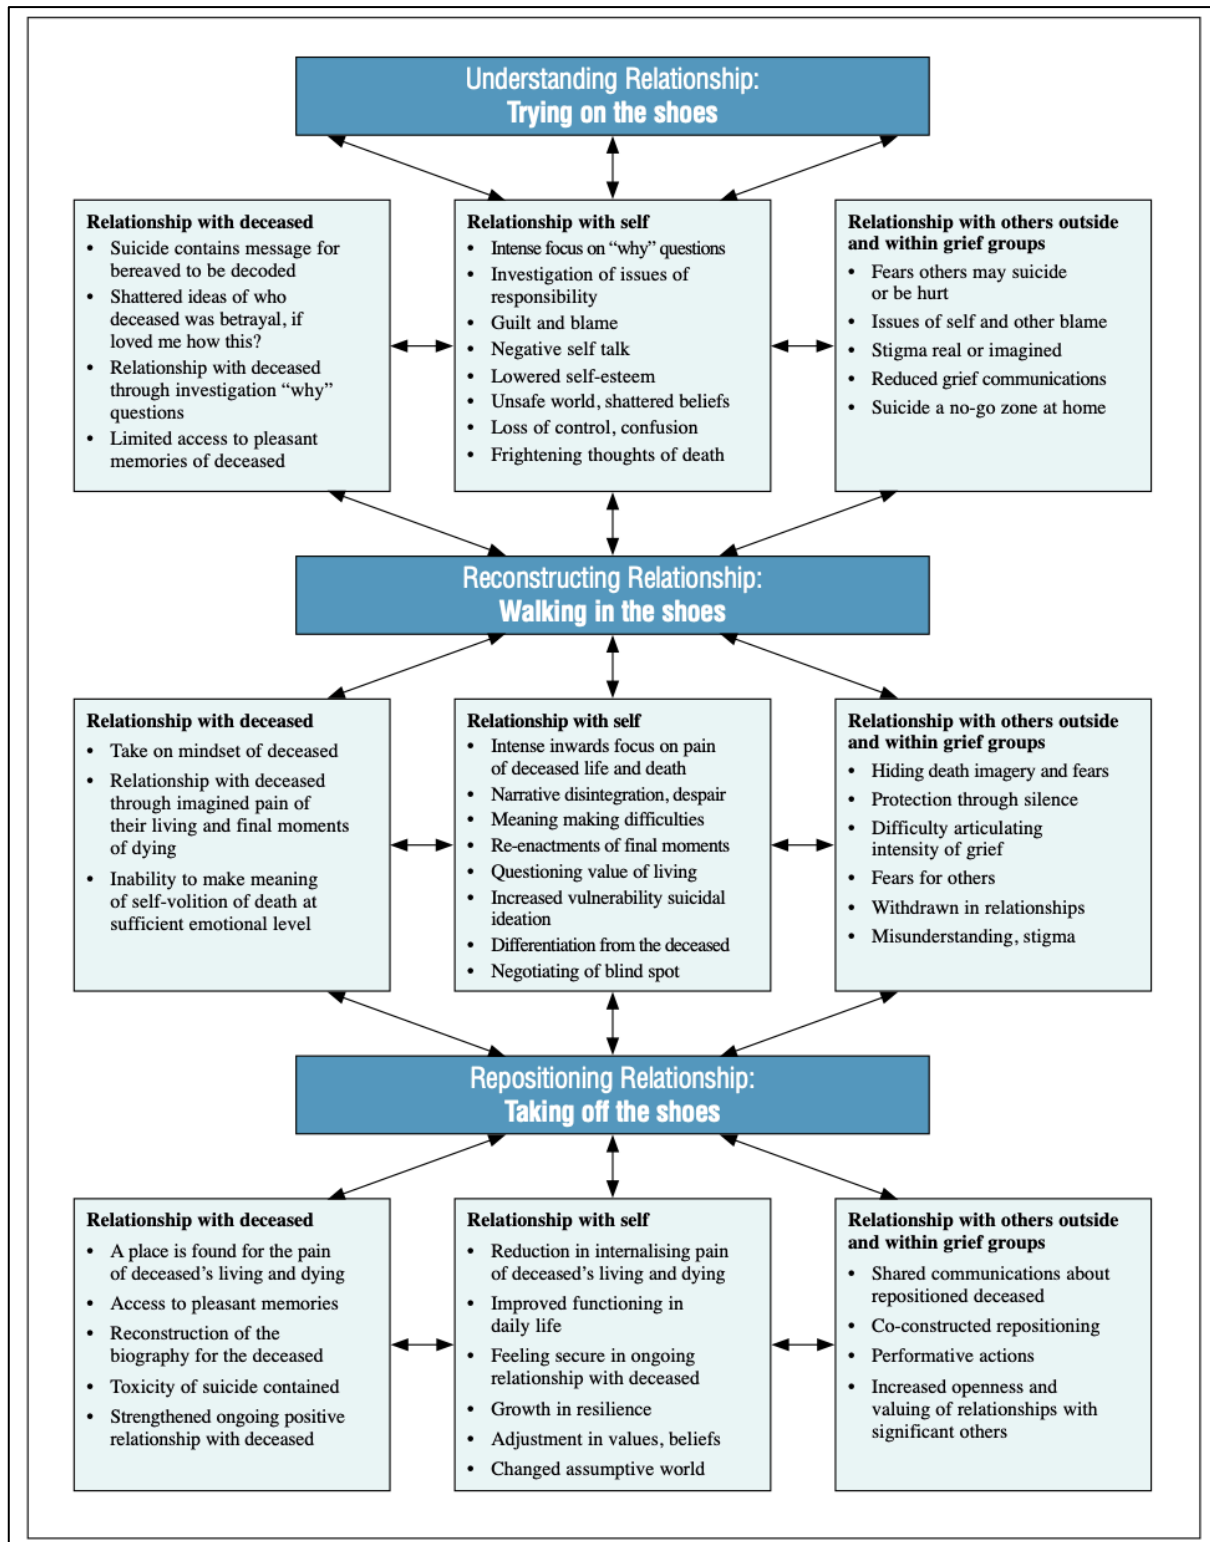 Understanding Relationship:
Trying on the shoes
Relationship with deceased
• Suicide contains message for
bereaved to be decoded
• Shattered ideas of who
deceased was betrayal, if
loved me how this?
• Relationship with deceased
through investigation “why”
questions
• Limited access to pleasant
memories of deceased
Relationship with self
• Intense focus on “why” questions
• Investigation of issues of
responsibility
• Guilt and blame
• Negative self talk
• Lowered self-esteem
• Unsafe world, shattered beliefs
• Loss of control, confusion
• Frightening thoughts of death
Relationship with others outside
and within grief groups
• Fears others may suicide
or be hurt
• Issues of self and other blame
• Stigma real or imagined
• Reduced grief communications
• Suicide a no-go zone at home
Reconstructing Relationship:
Walking in the shoes
Relationship with deceased
• Take on mindset of deceased
• Relationship with deceased
through imagined pain of
their living and final moments
of dying
• Inability to make meaning
of self-volition of death at
sufficient emotional level
Relationship with self
• Intense inwards focus on pain
of deceased life and death
• Narrative disintegration, despair
• Meaning making difficulties
• Re-enactments of final moments
• Questioning value of living
• Increased vulnerability suicidal
ideation
• Differentiation from the deceased
• Negotiating of blind spot
Relationship with others outside
and within grief groups
• Hiding death imagery and fears
• Protection through silence
• Difficulty articulating
intensity of grief
• Fears for others
• Withdrawn in relationships
• Misunderstanding, stigma
Repositioning Relationship:
Taking off the shoes
Relationship with deceased
• A place is found for the pain
of deceased’s living and dying
• Access to pleasant memories
• Reconstruction of the
biography for the deceased
• Toxicity of suicide contained
• Strengthened ongoing positive
relationship with deceased
Relationship with self
• Reduction in internalising pain
of deceased’s living and dying
• Improved functioning in
daily life
• Feeling secure in ongoing
relationship with deceased
• Growth in resilience
• Adjustment in values, beliefs
• Changed assumptive world
Relationship with others outside
and within grief groups
• Shared communications about
repositioned deceased
• Co-constructed repositioning
• Performative actions
• Increased openness and
valuing of relationships with
significant others